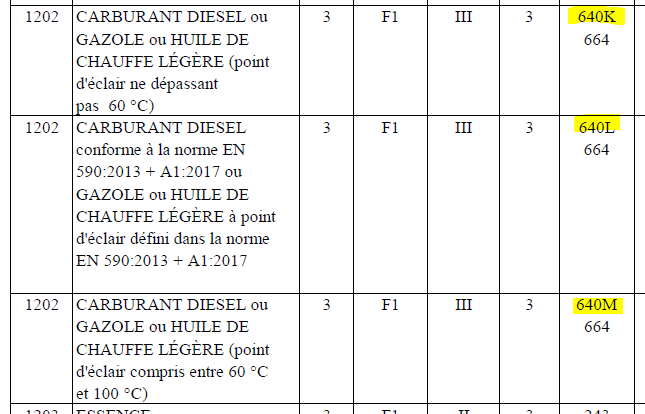 1202 CARBURANT DIESEL ou 3 F1 III 3 640K
GAZOLE ou HUILE DE 664
CHAUFFE LÉGÈRE (point
d'éclair ne dépassant
pas 60 °C)
1202 CARBURANT DIESEL 3 F1 III 3 640L
conforme à la norme EN 664
590:2013 + A1:2017 ou
GAZOLE ou HUILE DE
CHAUFFE LÉGÈRE à point
d'éclair défini dans la norme
EN 590:2013 + A1:2017
1202 CARBURANT DIESEL ou 3 F1 III 3 640M
GAZOLE ou HUILE DE 664
CHAUFFE LÉGÈRE (point
d'éclair compris entre 60 °C
et 100 °C)
1203 ESSENCE 3 F1 II 3 243